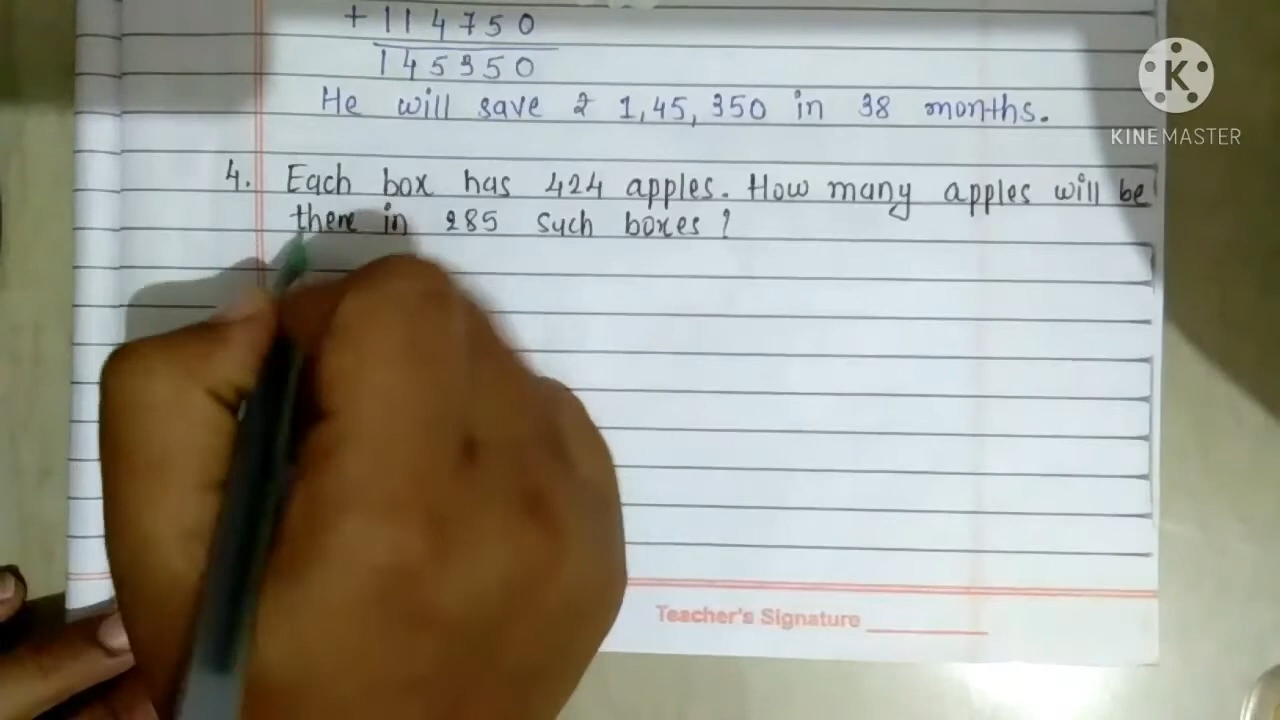 + 114750
145350
He will save ₹ 1,45,350 in 38 months.
4. Each box has 424 apples. How many apples will be
there in 285 such boxes?
Teacher's Signature
K
KINEMASTER